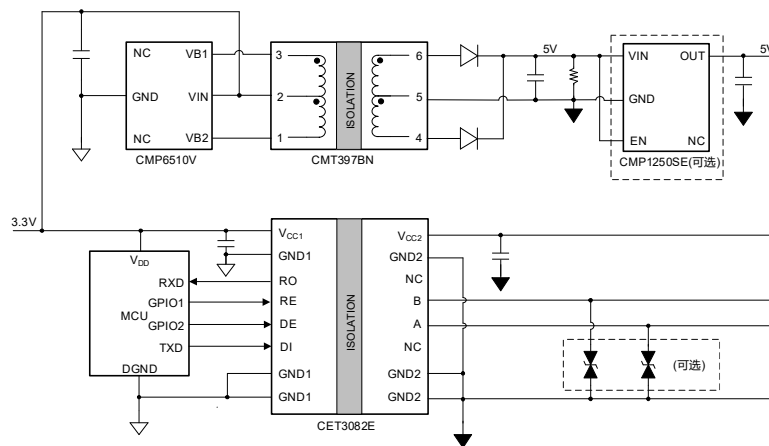 NC
VB1
GND
VIN
NC
VB2
CMP6510V
3
2
1
ISOLATION
6
5
4
CMT397BN
5V
VIN
OUT
GND
EN
NC
CMP1250SE(可选)
5V
3.3V
VDD
RXD
GPIO1
MCU
GPIO2
TXD
DGND
VCC1
GND1
RO
RE
DE
DI
GND1
GND1
ISOLATION
VCC2
GND2
NC
B
A
NC
GND2
GND2
CET3082E
(可选)